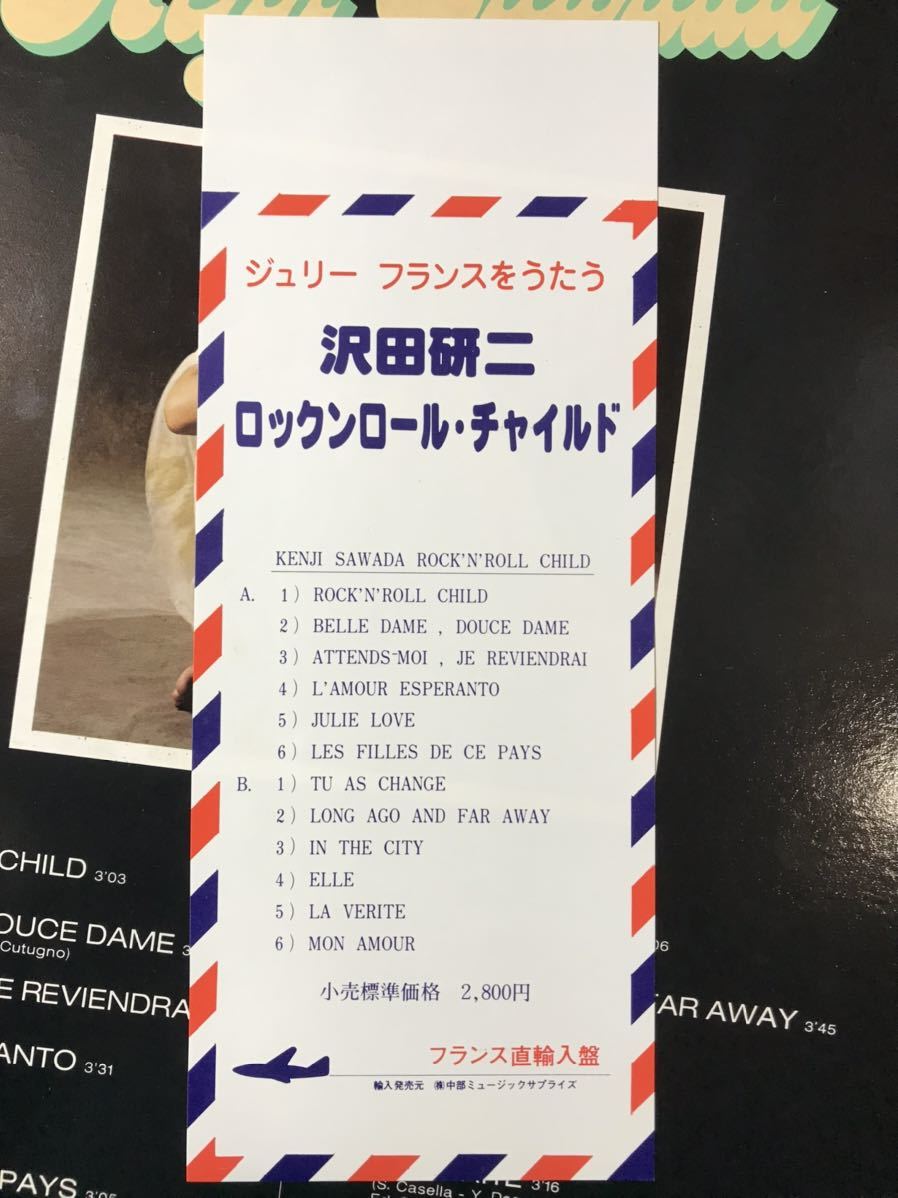 ジュリー フランスをうたう
沢田研二
ロックンロール・チャイルド
KENJI SAWADA ROCK'N'ROLL CHILD
A. 1) ROCK'N'ROLL CHILD
2) BELLE DAME , DOUCE DAME
3) ATTENDS-MOI , JE REVIENDRAI
4) L'AMOUR ESPERANTO
5) JULIE LOVE
6) LES FILLES DE CE PAYS
B. 1) TU AS CHANGE
2) LONG AGO AND FAR AWAY
3) IN THE CITY
4) ELLE
5) LA VERITE
6) MON AMOUR
小売標準価格 2,800円
フランス直輸入盤
輸入発売元 ㈱中部ミュージックサプライズ
CHILD 3'03
OUCE DAME
Cutugno)
E REVIENDRA
FAR AWAY 3'45
ANTO 3'31
PAYS
3'16
(S. Casella - Y.